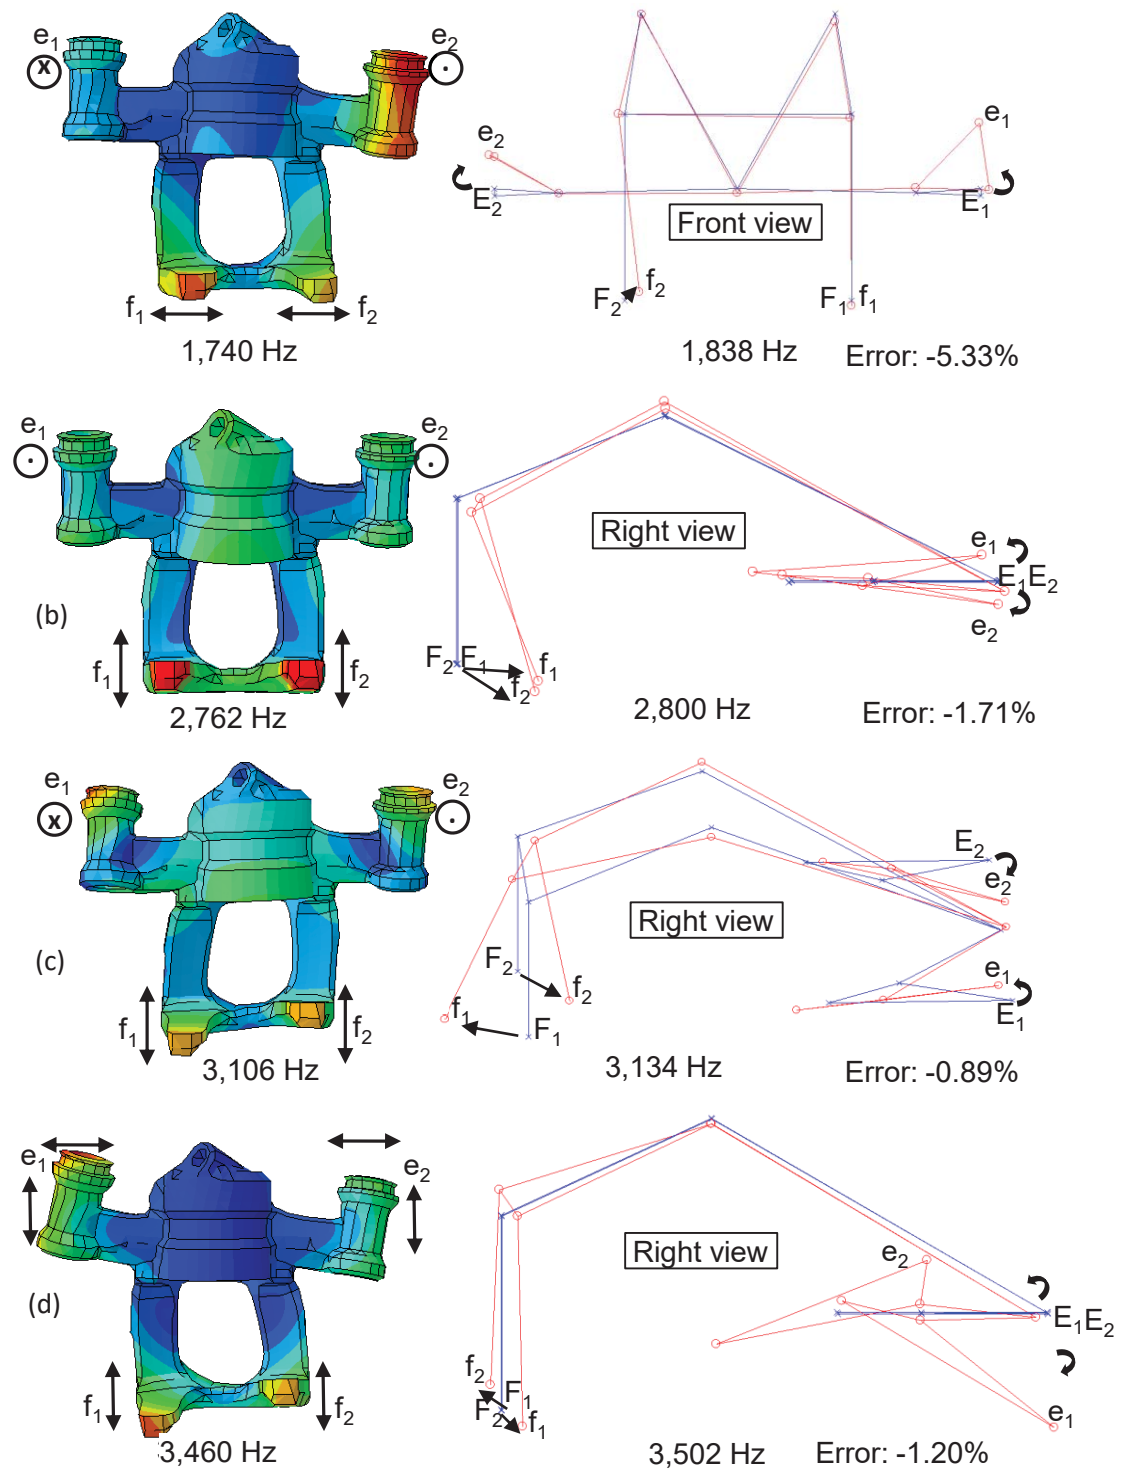 e1
x
e2
f1
f2
1,740 Hz
e2
E2
e1
E1
Front view
F2
f2
F1
f1
1,838 Hz
Error: -5.33%
e1
e2
(b)
f1
f2
2,762 Hz
Right view
e1
E1E2
e2
F2
F1
f1
f2
2,800 Hz
Error: -1.71%
e1
x
e2
(c)
f1
f2
3,106 Hz
E2
e2
Right view
F2
f2
f1
F1
e1
E1
3,134 Hz
Error: -0.89%
e1
e2
(d)
f1
f2
3,460 Hz
Right view
e2
E1E2
f2
F1
F2
f1
e1
3,502 Hz
Error: -1.20%